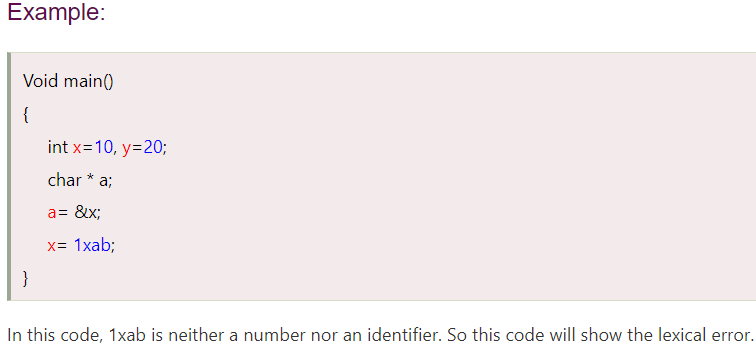 Example:
Void main()
{
int x=10, y=20;
char * a;
a= &x;
x= 1xab;
}
In this code, 1xab is neither a number nor an identifier. So this code will show the lexical error.